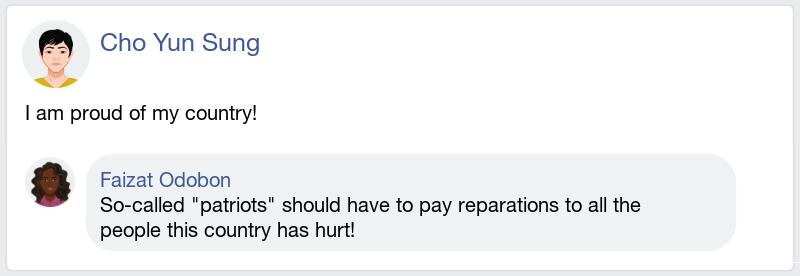 Cho Yun Sung
I am proud of my country!
Faizat Odobon
So-called "patriots" should have to pay reparations to all the
people this country has hurt!